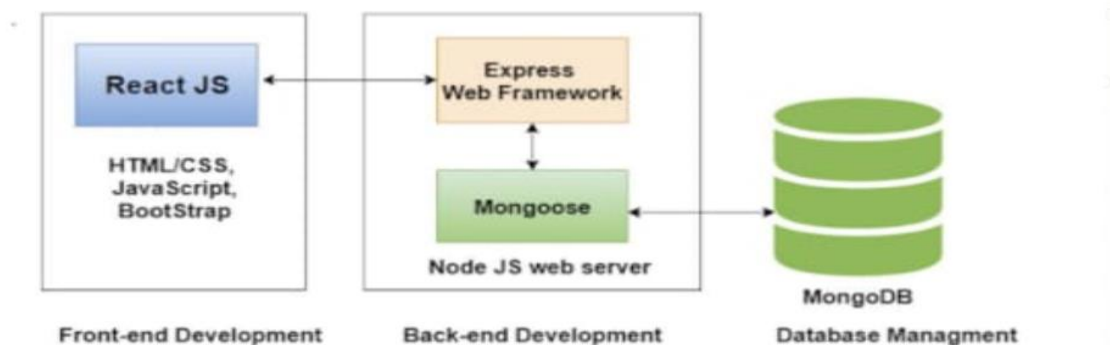 React JS
HTML/CSS,
JavaScript,
BootStrap
Express
Web Framework
Mongoose
Node JS web server
MongoDB
Front-end Development
Back-end Development
Database Managment